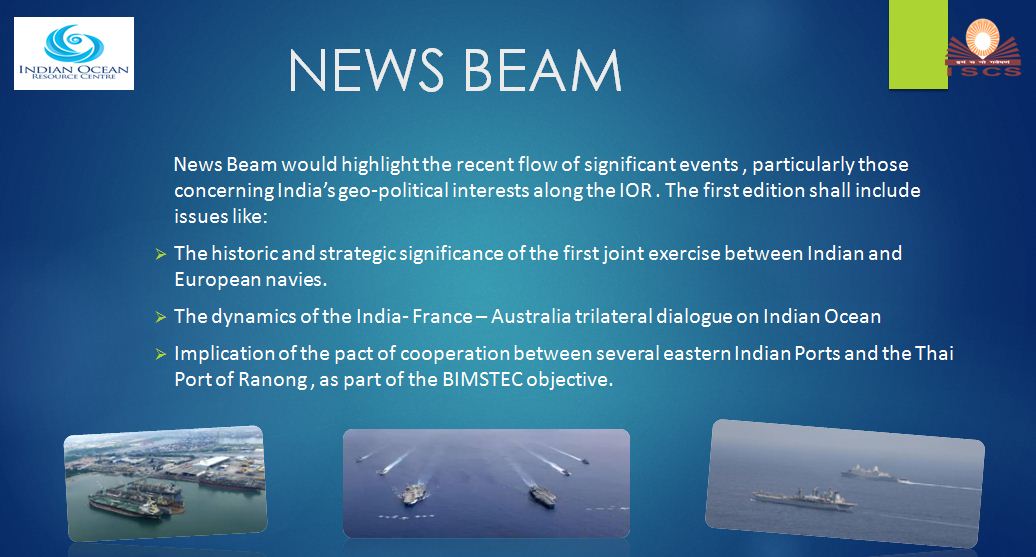 INDIAN OCEAN
RESOURCE CENTRE
NEWS BEAM
ISCS
News Beam would highlight the recent flow of significant events , particularly those
concerning India’s geo-political interests along the IOR . The first edition shall include
issues like:
The historic and strategic significance of the first joint exercise between Indian and
European navies.
The dynamics of the India- France – Australia trilateral dialogue on Indian Ocean
Implication of the pact of cooperation between several eastern Indian Ports and the Thai
Port of Ranong , as part of the BIMSTEC objective.